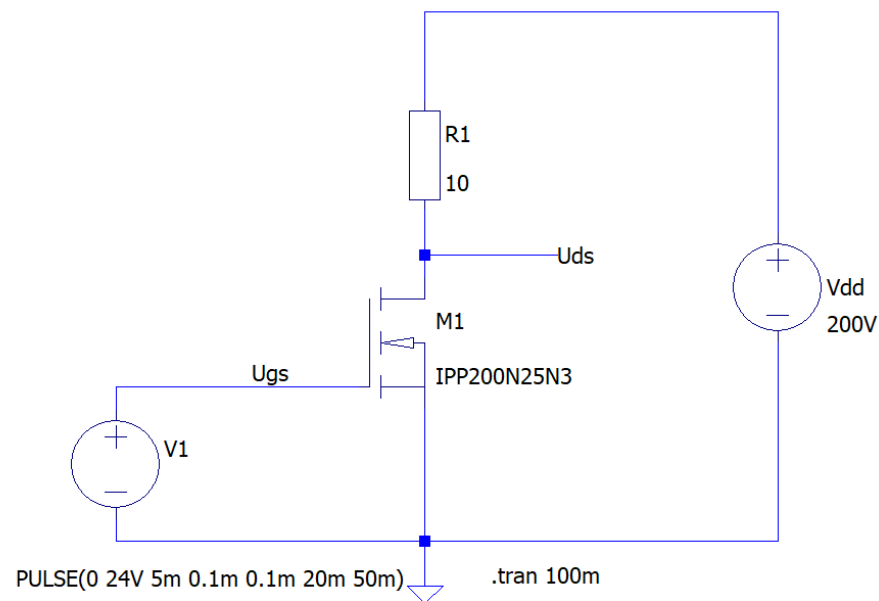 R1
10
Uds
Vdd
200V
M1
IPP200N25N3
Ugs
V1
PULSE(0 24V 5m 0.1m 0.1m 20m 50m)
.tran 100m